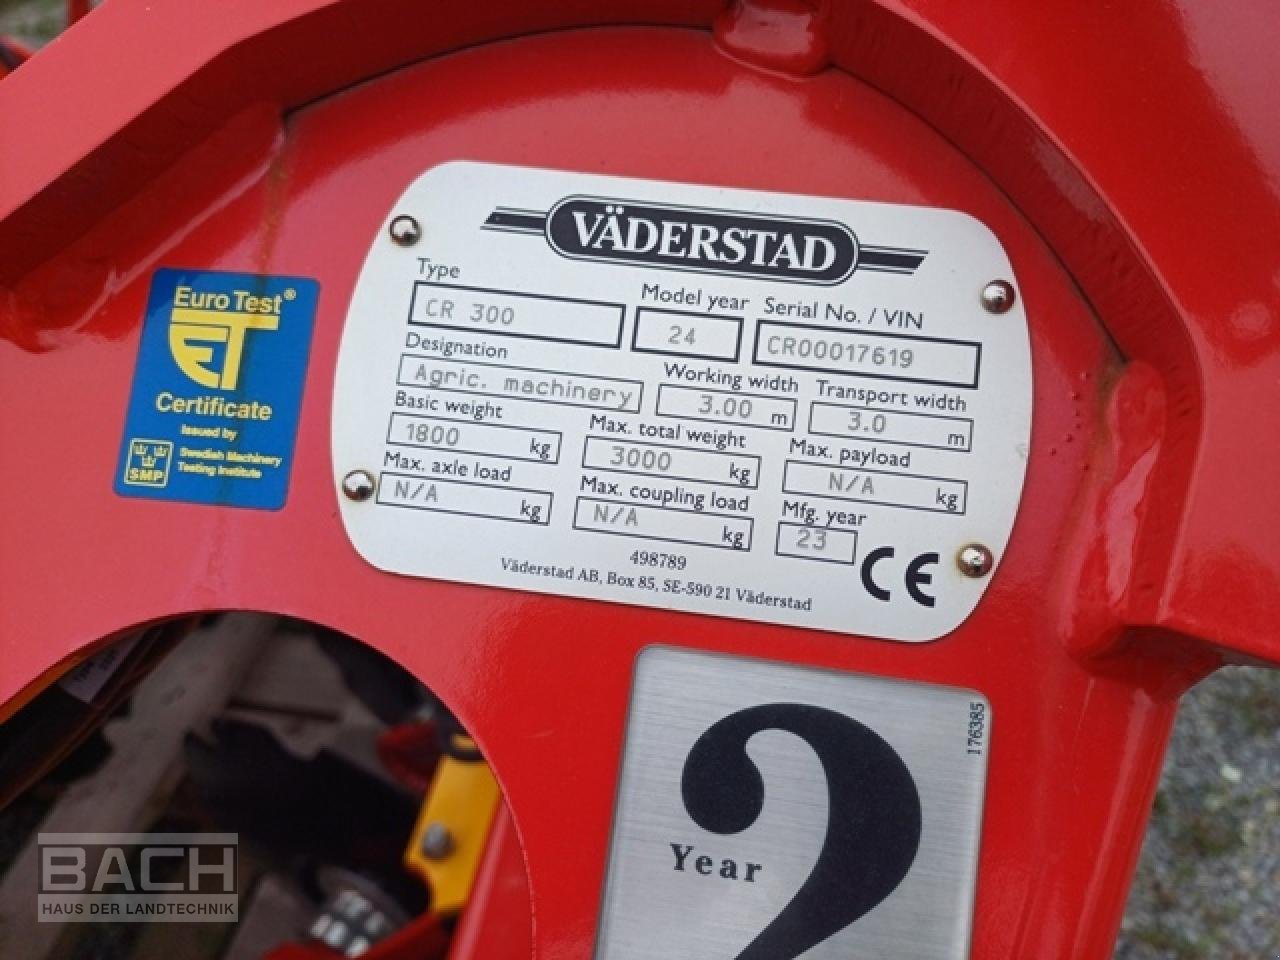 VÄDERSTAD
Type Model year Serial No. / VIN
CR 300 24 CR00017619
Designation Working width Transport width
Agric. machinery 3.00 m 3.0 m
Basic weight Max. total weight Max. payload
1800 kg 3000 kg N/A kg
Max. axle load Max. coupling load Mfg. year
N/A kg N/A kg 23
CE
498789
Väderstad AB, Box 85, SE-590 21 Väderstad
Euro Test®
ET
Certificate
Issued by
Swedish Machinery
Testing Institute
SMP
176385
2
Year
BACH
HAUS DER LANDTECHNIK